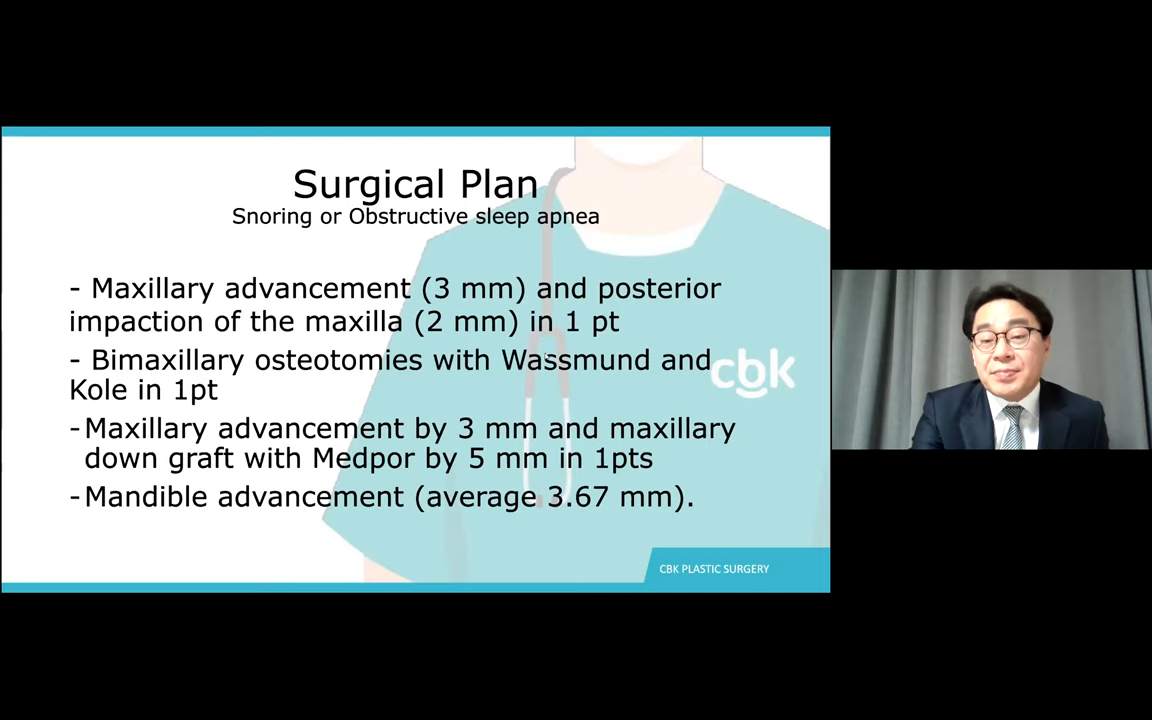 Surgical Plan
Snoring or Obstructive sleep apnea
- Maxillary advancement (3 mm) and posterior
impaction of the maxilla (2 mm) in 1 pt
- Bimaxillary osteotomies with Wassmund and
Kole in 1pt
cbk
-Maxillary advancement by 3 mm and maxillary
down graft with Medpor by 5 mm in 1pts
-Mandible advancement (average 3.67 mm).
CBK PLASTIC SURGERY